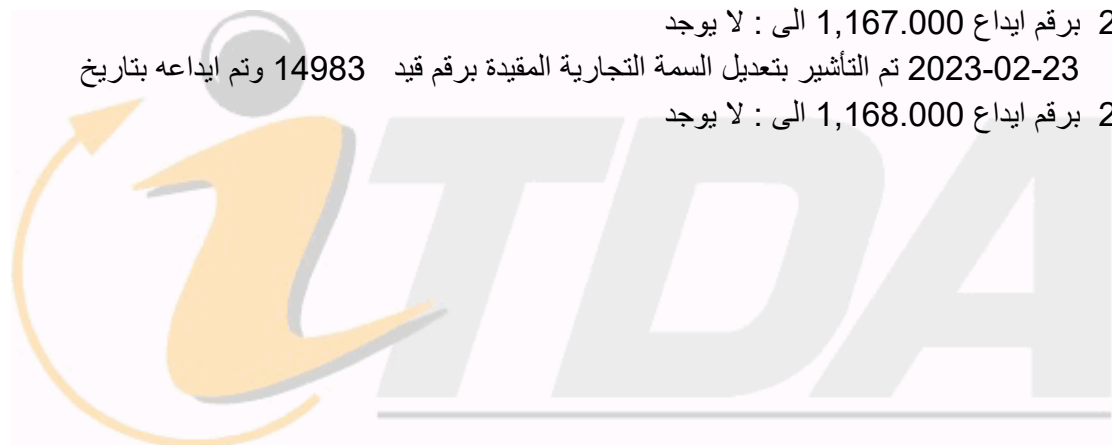 2 برقم ايداع 1,167.000 الى : لا يوجد
2023-02-23 تم التأشير بتعديل السمة التجارية المقيدة برقم قيد 14983 وتم ايداعه بتاريخ
2 برقم ايداع 1,168.000 الى : لا يوجد
iTDA